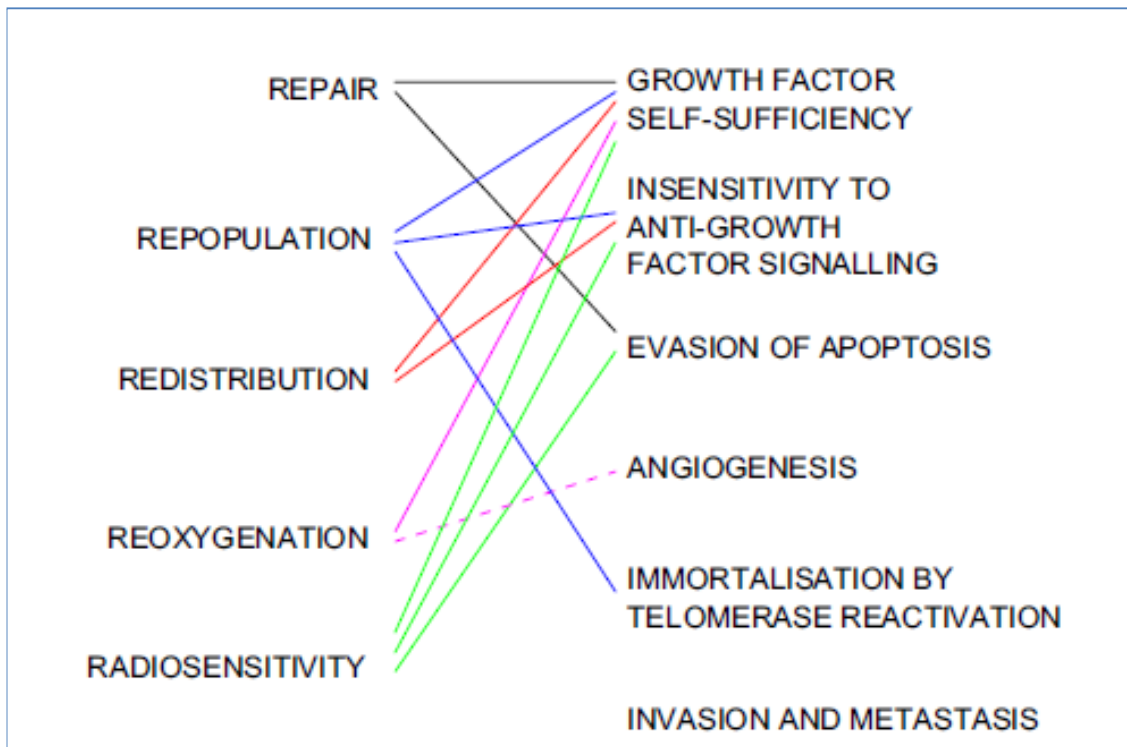 REPAIR
REPOPULATION
REDISTRIBUTION
REOXYGENATION
RADIOSENSITIVITY
GROWTH FACTOR
SELF-SUFFICIENCY
INSENSITIVITY TO
ANTI-GROWTH
FACTOR SIGNALLING
EVASION OF APOPTOSIS
ANGIOGENESIS
IMMORTALISATION BY
TELOMERASE REACTIVATION
INVASION AND METASTASIS